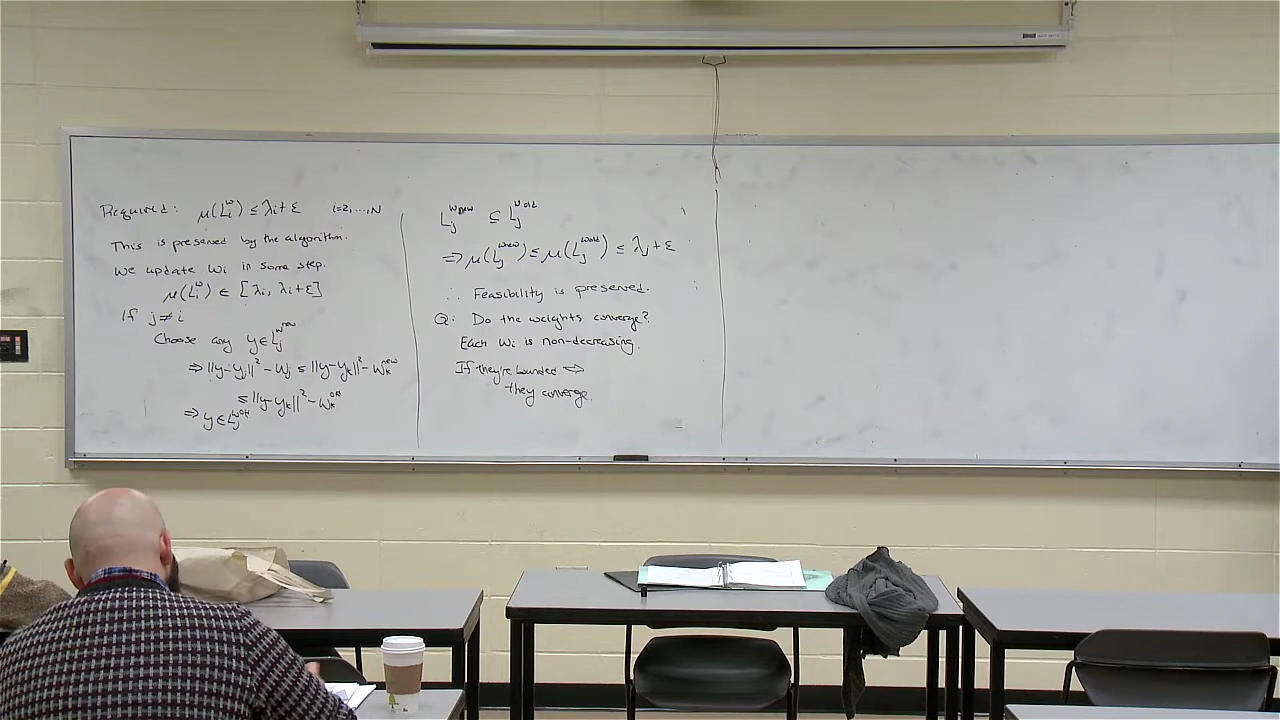 Required: μ(L_i^w) ≤ λ_i + ε i=2,...,N
This is preserved by the algorithm.
We update w_i in some step.
μ(L_i^w) ∈ [λ_i, λ_i+ε]
If j≠i
Choose any y∈L_j^{w^new}
⇒ ||y-y_j||² - w_j ≤ ||y-y_k||² - w_k^new
≤ ||y-y_k||² - w_k^old
⇒ y∈L_j^{w^old}
L_j^{w^new} ⊆ L_j^{w^old}
⇒ μ(L_j^{w^new}) ≤ μ(L_j^{w^old}) ≤ λ_j + ε
∴ Feasibility is preserved.
Q: Do the weights converge?
Each w_i is non-decreasing.
If they're bounded ⇒
they converge.